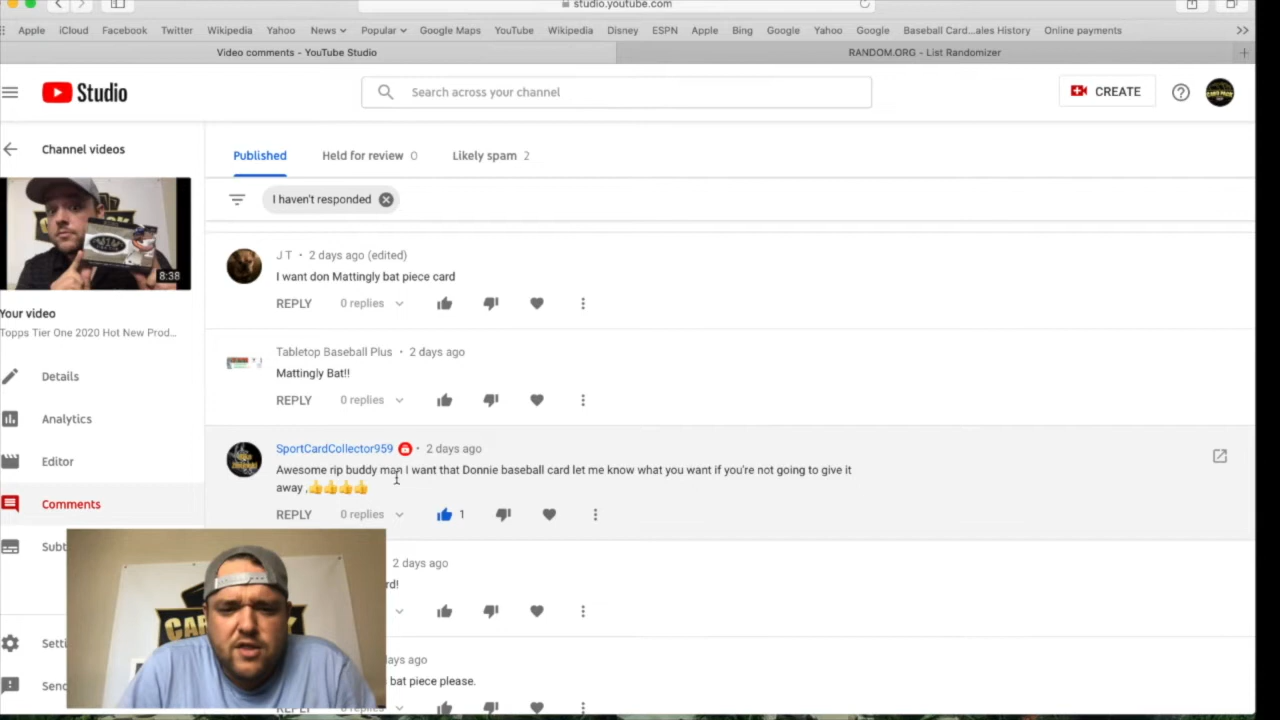 studio.youtube.com
Apple iCloud Facebook Twitter Wikipedia Yahoo News Popular Google Maps YouTube Wikipedia Disney ESPN Apple Bing Google Yahoo Google Baseball Card...ales History Online payments
Video comments - YouTube Studio RANDOM.ORG - List Randomizer
Studio
Search across your channel
CREATE
Channel videos
Published Held for review 0 Likely spam 2
I haven't responded
8:38
Your video
Topps Tier One 2020 Hot New Prod...
Details
Analytics
Editor
Comments
Subt
Setti
Send
J T • 2 days ago (edited)
I want don Mattingly bat piece card
REPLY 0 replies
Tabletop Baseball Plus • 2 days ago
Mattingly Bat!!
REPLY 0 replies
SportCardCollector959 • 2 days ago
Awesome rip buddy man I want that Donnie baseball card let me know what you want if you're not going to give it
away ,👍👍👍👍
REPLY 0 replies 1
2 days ago
rd!
days ago
bat piece please.
REPLY 0 replies